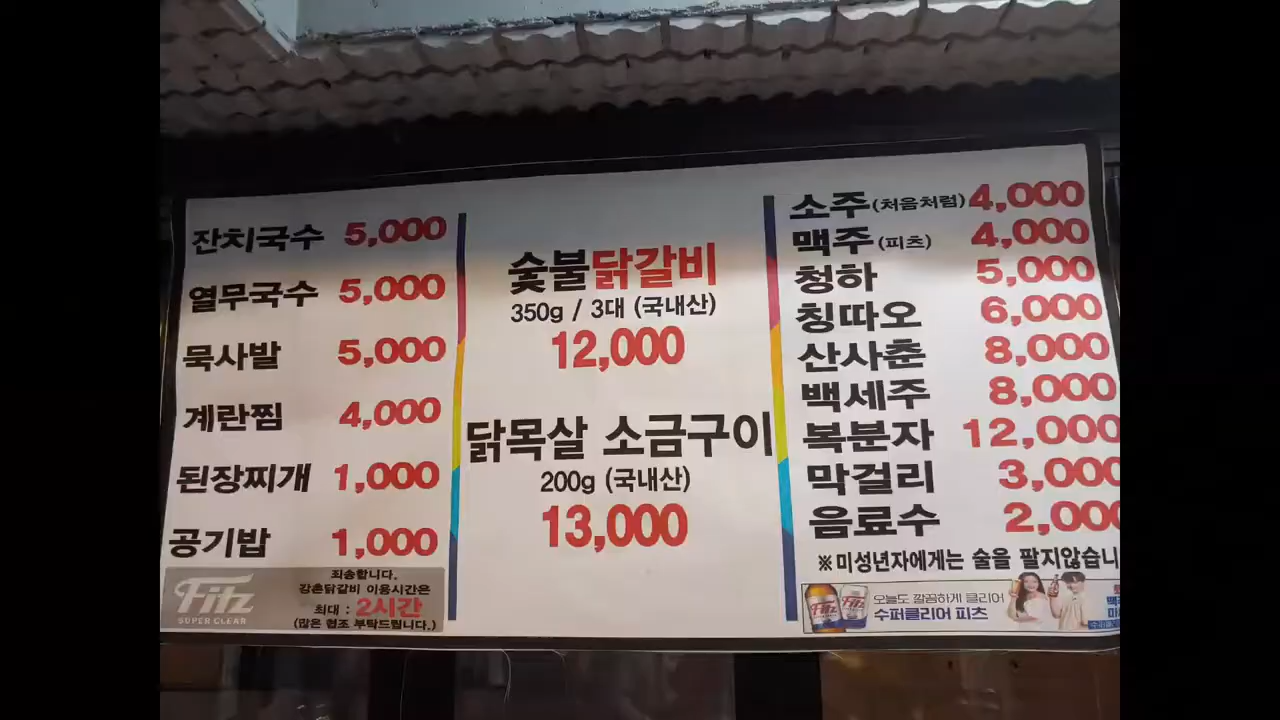 잔치국수 5,000
열무국수 5,000
묵사발 5,000
계란찜 4,000
된장찌개 1,000
공기밥 1,000
Fitz
SUPER CLEAR
죄송합니다.
강촌닭갈비 이용시간은
최대 : 2시간
(많은 협조 부탁드립니다.)
숯불닭갈비
350g / 3대 (국내산)
12,000
닭목살 소금구이
200g (국내산)
13,000
소주(처음처럼) 4,000
맥주(피츠) 4,000
청하 5,000
칭따오 6,000
산사춘 8,000
백세주 8,000
복분자 12,000
막걸리 3,000
음료수 2,000
※미성년자에게는 술을 팔지않습니
Fitz
Fitz
오늘도 깔끔하게 클리어
수퍼클리어 피츠